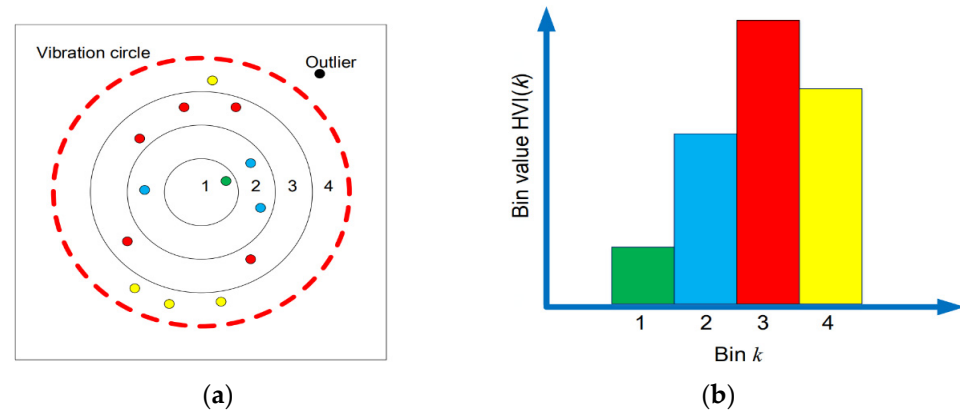 Vibration circle
Outlier
1 2 3 4
(a)
Bin value HVI(k)
1 2 3 4
Bin k
(b)